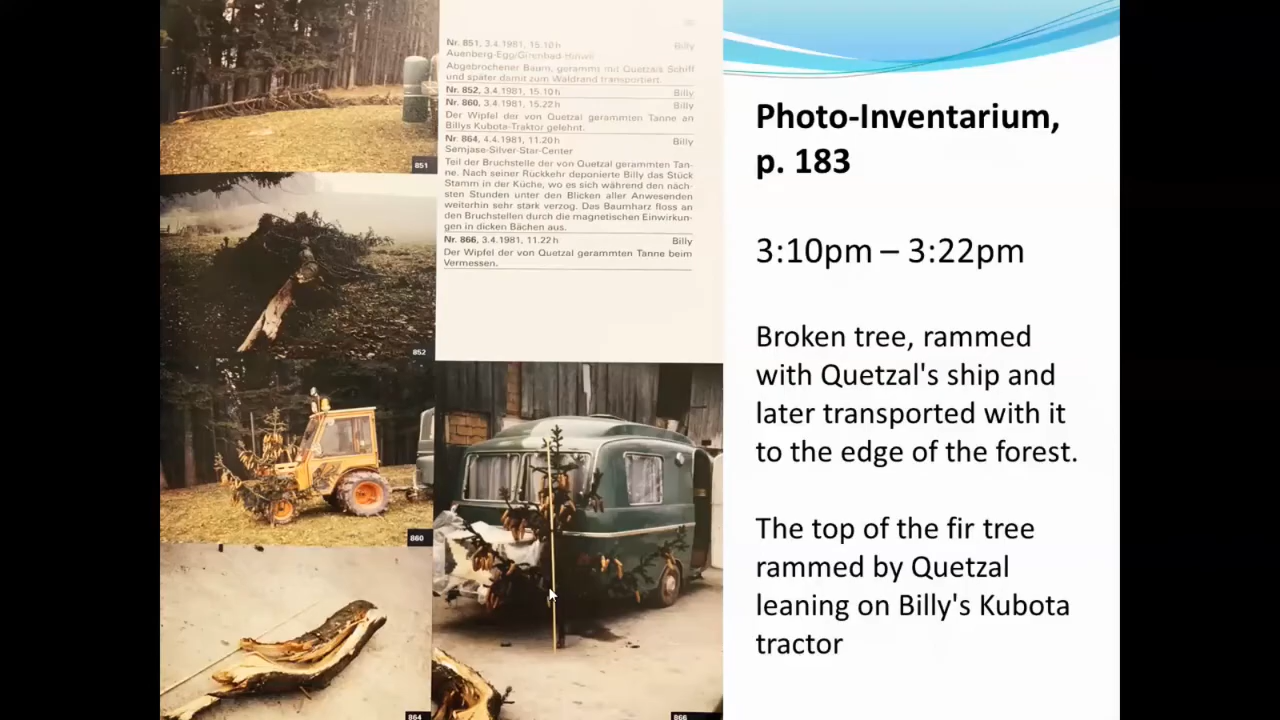 Nr. 851, 3.4.1981, 15.10 h Billy
Auenberg-Egg/Girenbad-Hinwil
Abgebrochener Baum, gerammt mit Quetzals Schiff
und später damit zum Waldrand transportiert.
Nr. 852, 3.4.1981, 15.10 h Billy
Nr. 860, 3.4.1981, 15.22 h Billy
Der Wipfel der von Quetzal gerammten Tanne an
Billys Kubota-Traktor gelehnt.
Nr. 864, 4.4.1981, 11.20 h Billy
Semjase-Silver-Star-Center
Teil der Bruchstelle der von Quetzal gerammten Tan-
ne. Nach seiner Rückkehr deponierte Billy das Stück
Stamm in der Küche, wo es sich während den näch-
sten Stunden unter den Blicken aller Anwesenden
weiterhin sehr stark verzog. Das Baumharz floss an
den Bruchstellen durch die magnetischen Einwirkun-
gen in dicken Bächen aus.
Nr. 866, 3.4.1981, 11.22 h Billy
Der Wipfel der von Quetzal gerammten Tanne beim
Vermessen.
851
852
860
864
866
Photo-Inventarium,
p. 183
3:10pm – 3:22pm
Broken tree, rammed
with Quetzal's ship and
later transported with it
to the edge of the forest.
The top of the fir tree
rammed by Quetzal
leaning on Billy's Kubota
tractor